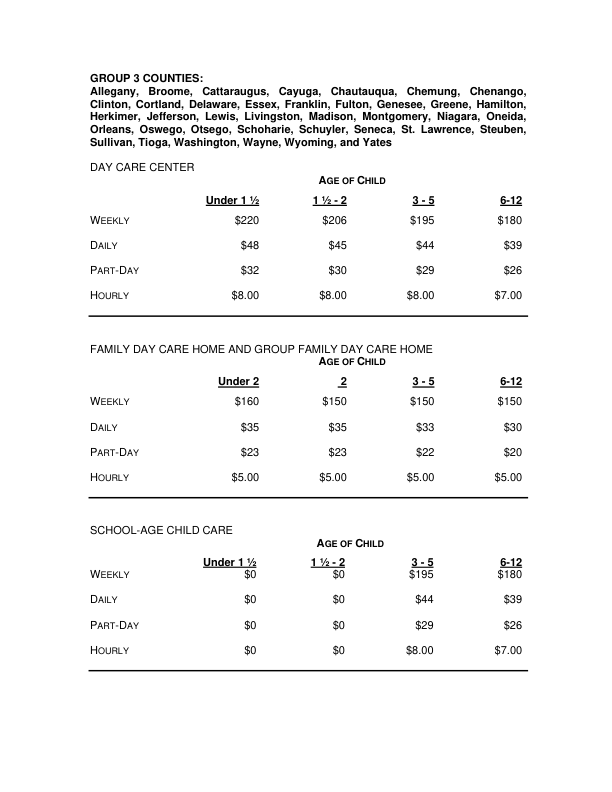 GROUP 3 COUNTIES:
Allegany, Broome, Cattaraugus, Cayuga, Chautauqua, Chemung, Chenango,
Clinton, Cortland, Delaware, Essex, Franklin, Fulton, Genesee, Greene, Hamilton,
Herkimer, Jefferson, Lewis, Livingston, Madison, Montgomery, Niagara, Oneida,
Orleans, Oswego, Otsego, Schoharie, Schuyler, Seneca, St. Lawrence, Steuben,
Sullivan, Tioga, Washington, Wayne, Wyoming, and Yates
DAY CARE CENTER
AGE OF CHILD
Under 1 ½ 1 ½ - 2 3 - 5 6-12
WEEKLY $220 $206 $195 $180
DAILY $48 $45 $44 $39
PART-DAY $32 $30 $29 $26
HOURLY $8.00 $8.00 $8.00 $7.00
FAMILY DAY CARE HOME AND GROUP FAMILY DAY CARE HOME
AGE OF CHILD
Under 2 2 3 - 5 6-12
WEEKLY $160 $150 $150 $150
DAILY $35 $35 $33 $30
PART-DAY $23 $23 $22 $20
HOURLY $5.00 $5.00 $5.00 $5.00
SCHOOL-AGE CHILD CARE
AGE OF CHILD
Under 1 ½ 1 ½ - 2 3 - 5 6-12
WEEKLY $0 $0 $195 $180
DAILY $0 $0 $44 $39
PART-DAY $0 $0 $29 $26
HOURLY $0 $0 $8.00 $7.00